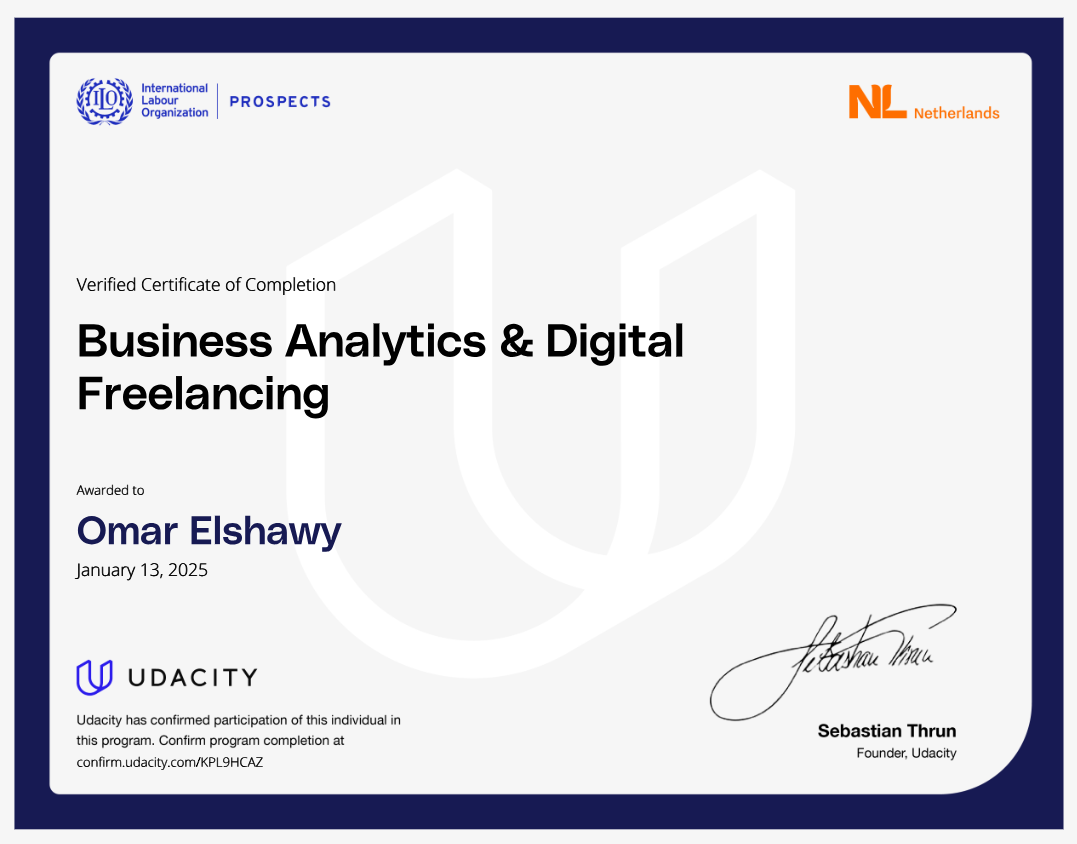 ILO
International
Labour
Organization
PROSPECTS
NL Netherlands
Verified Certificate of Completion
Business Analytics & Digital
Freelancing
Awarded to
Omar Elshawy
January 13, 2025
UDACITY
Udacity has confirmed participation of this individual in
this program. Confirm program completion at
confirm.udacity.com/KPL9HCAZ
Sebastian Thrun
Sebastian Thrun
Founder, Udacity